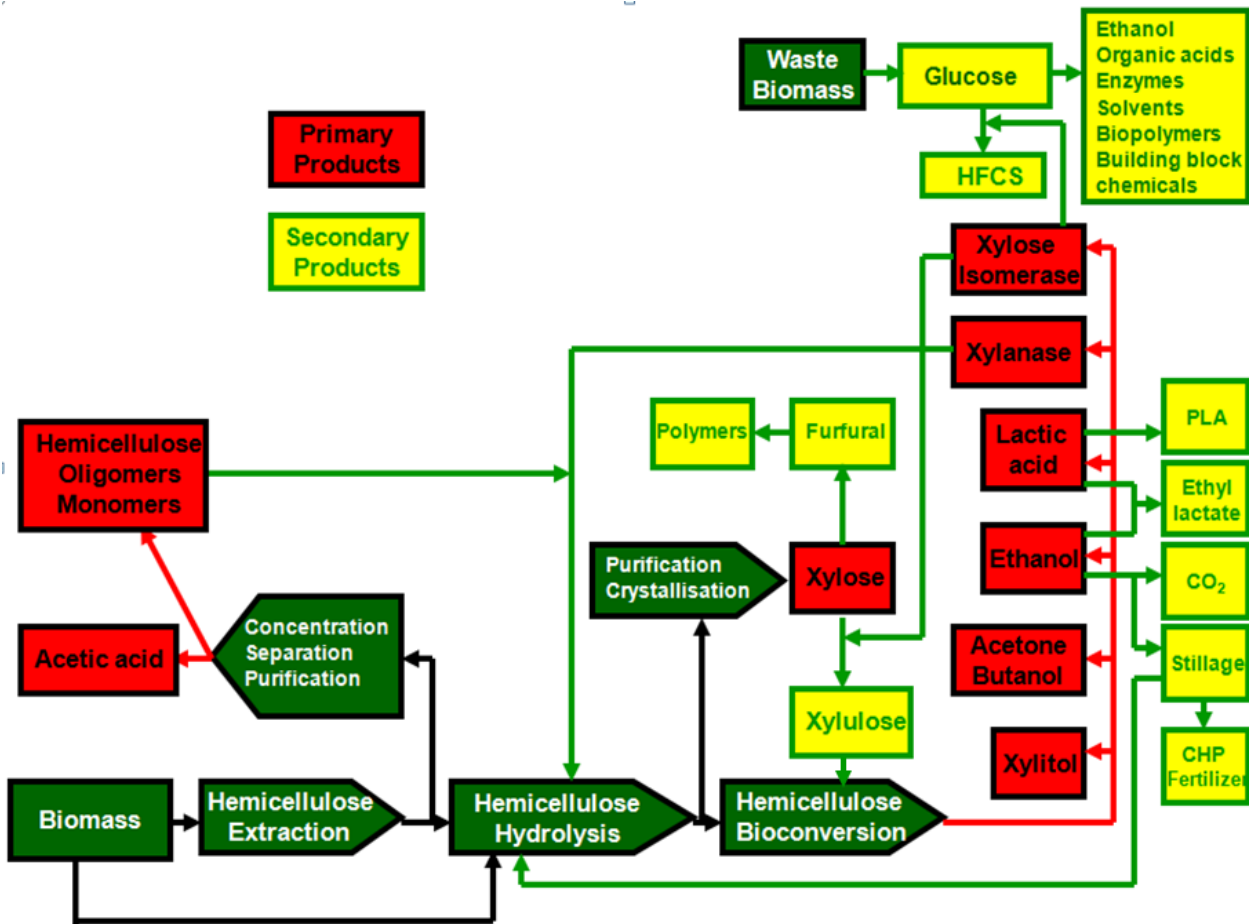 Waste
Biomass
Glucose
Ethanol
Organic acids
Enzymes
Solvents
Biopolymers
Building block
chemicals
Primary
Products
HFCS
Secondary
Products
Xylose
Isomerase
Xylanase
Hemicellulose
Oligomers
Monomers
Polymers
Furfural
Lactic
acid
PLA
Ethyl
lactate
Purification
Crystallisation
Xylose
Ethanol
CO₂
Acetic acid
Concentration
Separation
Purification
Acetone
Butanol
Stillage
Xylulose
Xylitol
CHP
Fertilizer
Biomass
Hemicellulose
Extraction
Hemicellulose
Hydrolysis
Hemicellulose
Bioconversion